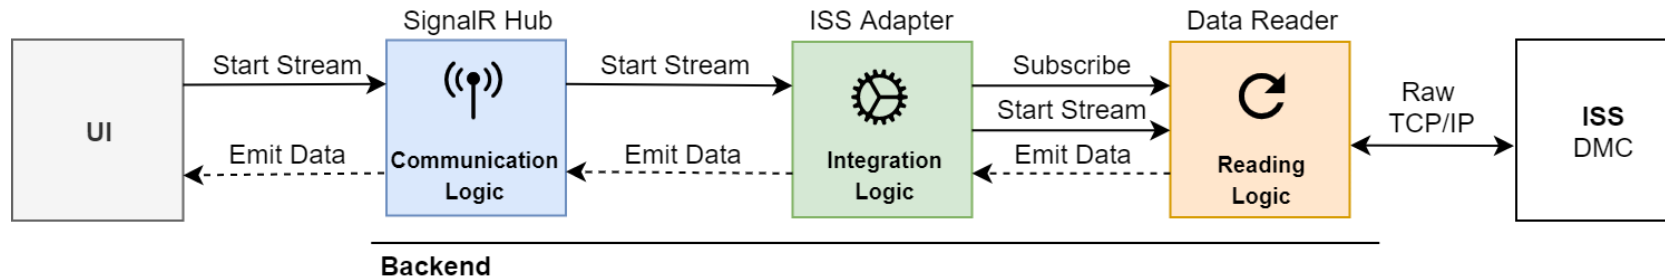 SignalR Hub
ISS Adapter
Data Reader
UI
Start Stream
Emit Data
Communication
Logic
Start Stream
Emit Data
Integration
Logic
Subscribe
Start Stream
Emit Data
Reading
Logic
Raw
TCP/IP
ISS
DMC
Backend